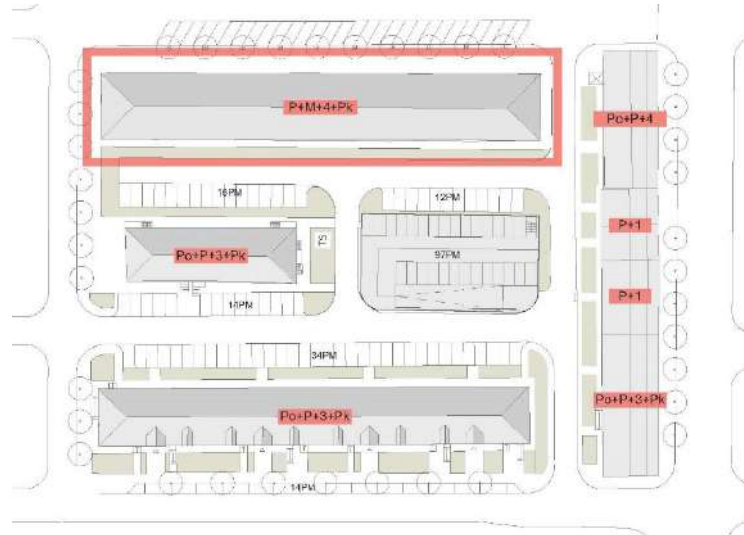 P+M+4+Pk
Po+P+4
16PM
12PM
P+1
TS
Po+P+3+Pk
97PM
P+1
14PM
34PM
Po+P+3+Pk
Po+P+3+Pk
14PM